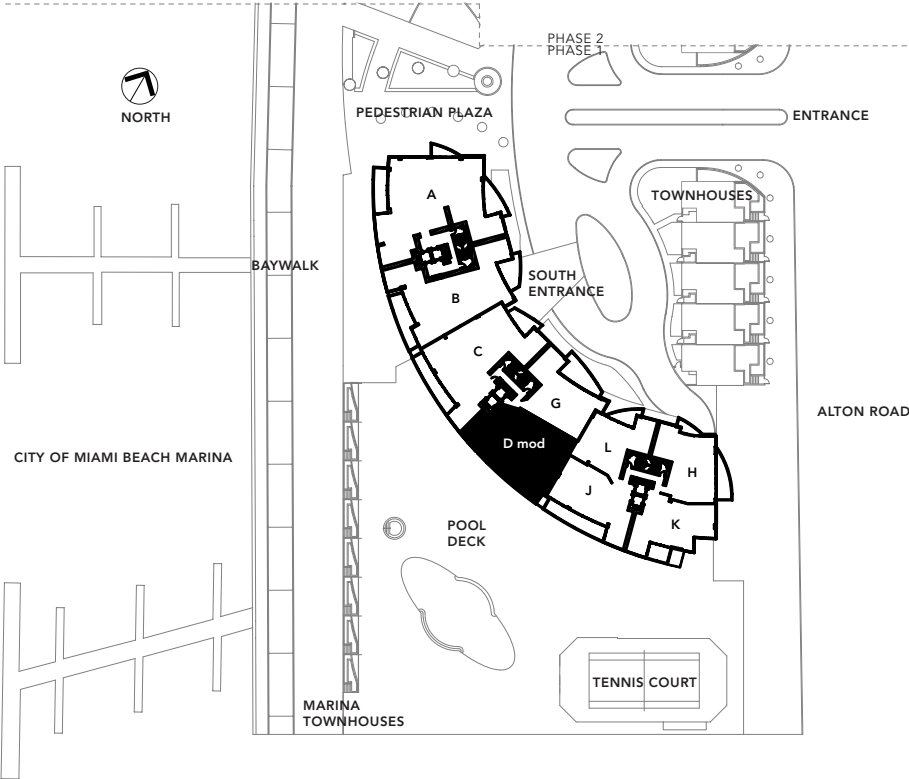 PHASE 2
PHASE 1
NORTH
PEDESTRIAN PLAZA
ENTRANCE
A
TOWNHOUSES
BAYWALK
SOUTH
ENTRANCE
B
C
G
ALTON ROAD
D mod
L
H
CITY OF MIAMI BEACH MARINA
J
K
POOL
DECK
TENNIS COURT
MARINA
TOWNHOUSES